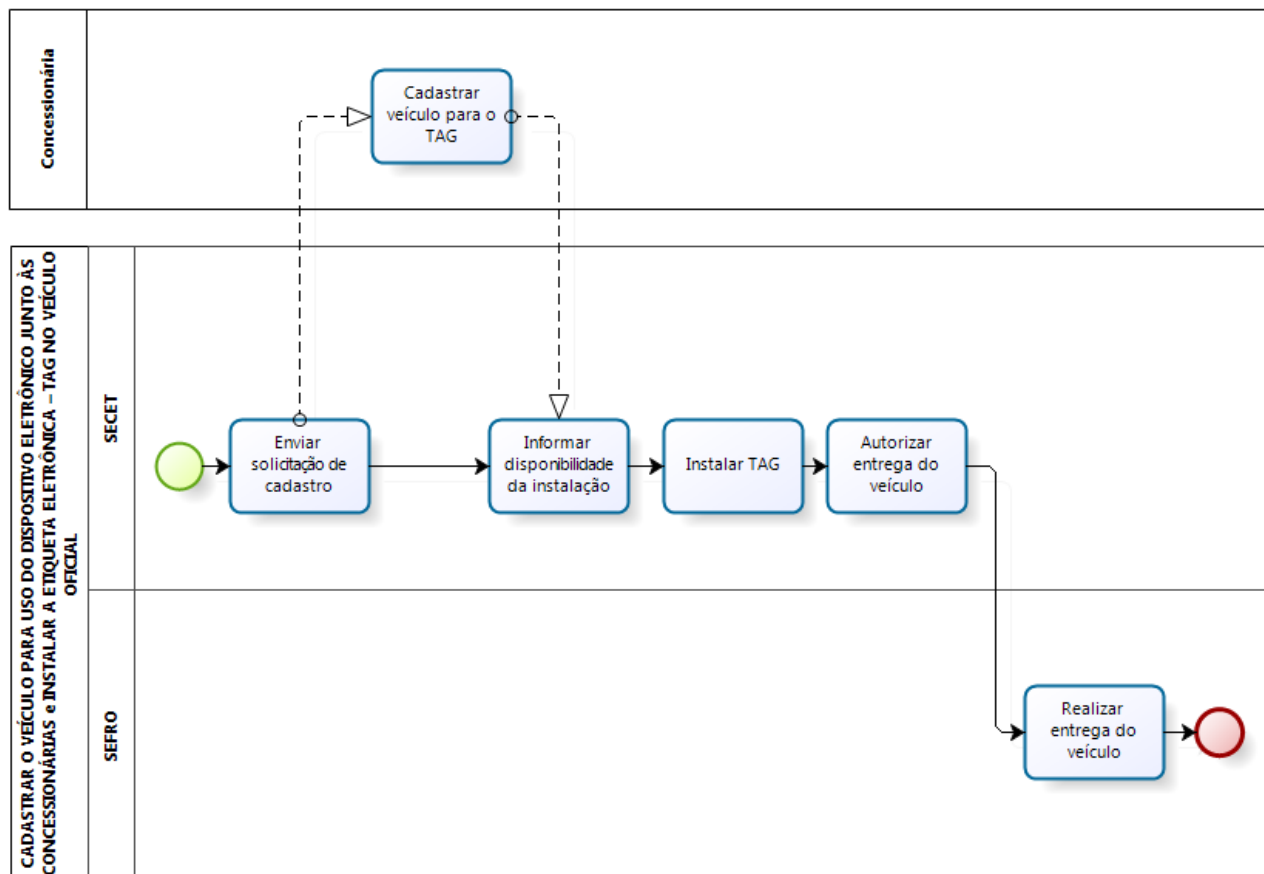 Concessionária
Cadastrar
veículo para o
TAG
CADASTRAR O VEÍCULO PARA USO DO DISPOSITIVO ELETRÔNICO JUNTO ÀS
CONCESSIONÁRIAS e INSTALAR A ETIQUETA ELETRÔNICA – TAG NO VEÍCULO
OFICIAL
SECET
Enviar
solicitação de
cadastro
Informar
disponibilidade
da instalação
Instalar TAG
Autorizar
entrega do
veículo
SEFRO
Realizar
entrega do
veículo